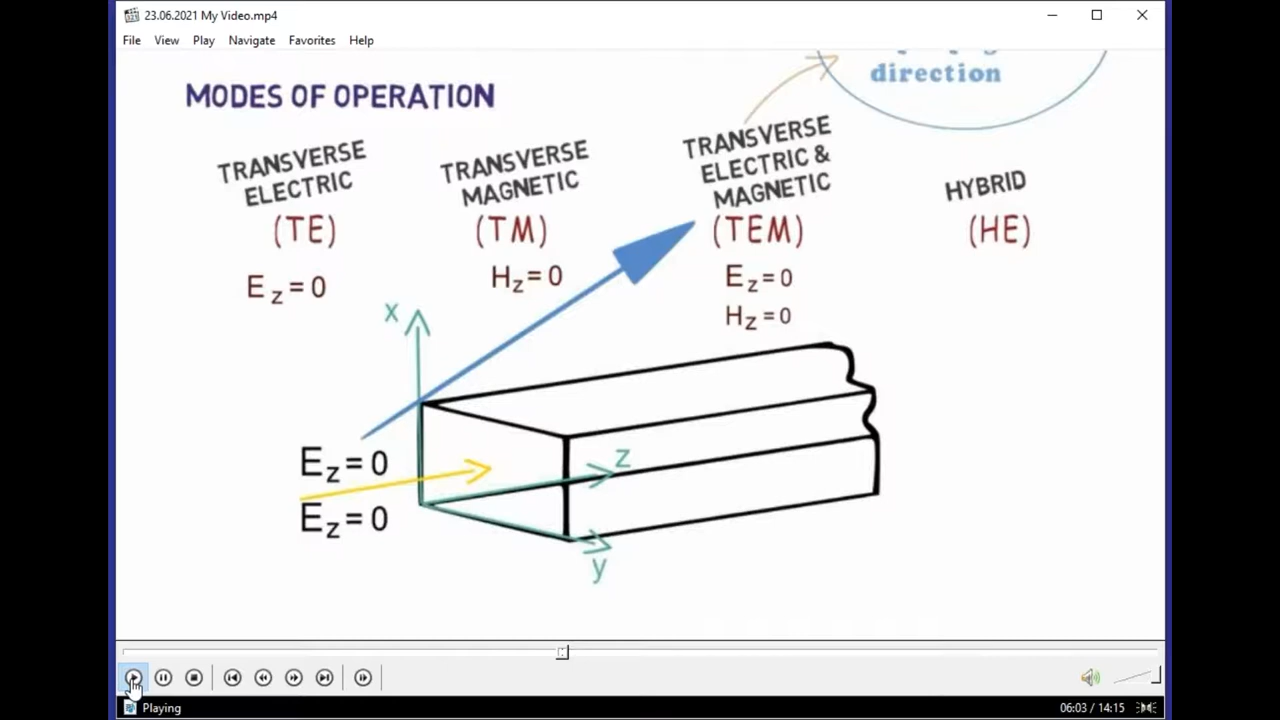 23.06.2021 My Video.mp4
File View Play Navigate Favorites Help
direction
MODES OF OPERATION
TRANSVERSE
ELECTRIC
(TE)
E z = 0
TRANSVERSE
MAGNETIC
(TM)
Hz = 0
TRANSVERSE
ELECTRIC &
MAGNETIC
(TEM)
Ez = 0
Hz = 0
HYBRID
(HE)
x
Ez = 0
Ez = 0
z
y
Playing
06:03 / 14:15